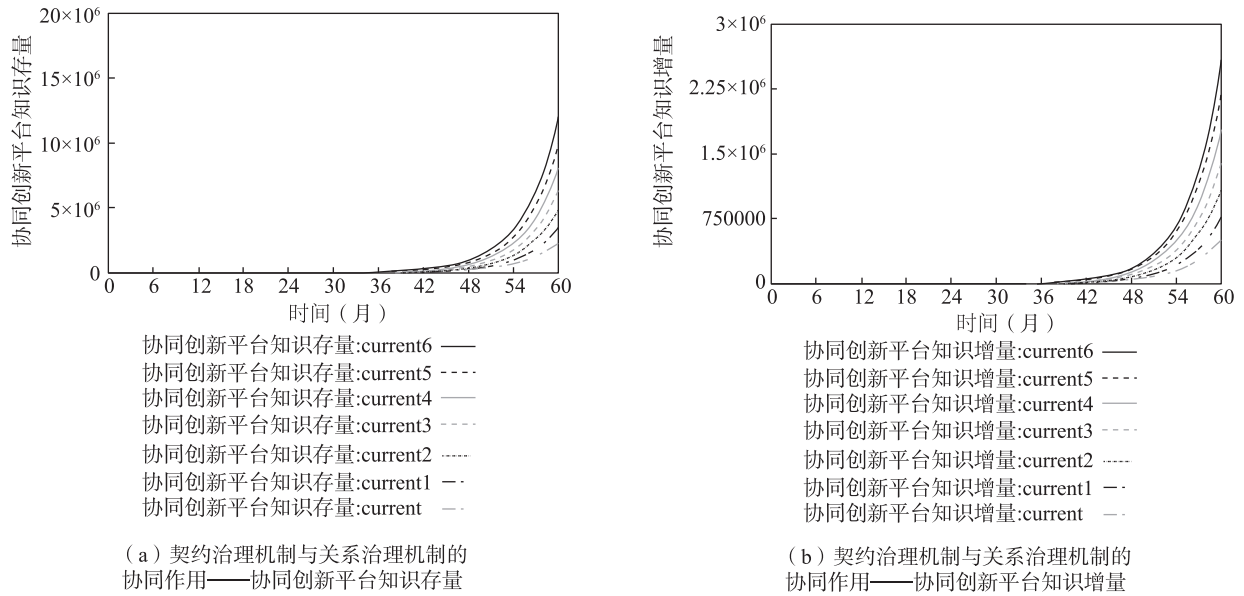 20×10⁶
15×10⁶
10×10⁶
5×10⁶
0
协同创新平台知识存量
0 6 12 18 24 30 36 42 48 54 60
时间（月）
协同创新平台知识存量:current6
协同创新平台知识存量:current5
协同创新平台知识存量:current4
协同创新平台知识存量:current3
协同创新平台知识存量:current2
协同创新平台知识存量:current1
协同创新平台知识存量:current
（a）契约治理机制与关系治理机制的
协同作用——协同创新平台知识存量
3×10⁶
2.25×10⁶
1.5×10⁶
750000
0
协同创新平台知识增量
0 6 12 18 24 30 36 42 48 54 60
时间（月）
协同创新平台知识增量:current6
协同创新平台知识增量:current5
协同创新平台知识增量:current4
协同创新平台知识增量:current3
协同创新平台知识增量:current2
协同创新平台知识增量:current1
协同创新平台知识增量:current
（b）契约治理机制与关系治理机制的
协同作用——协同创新平台知识增量